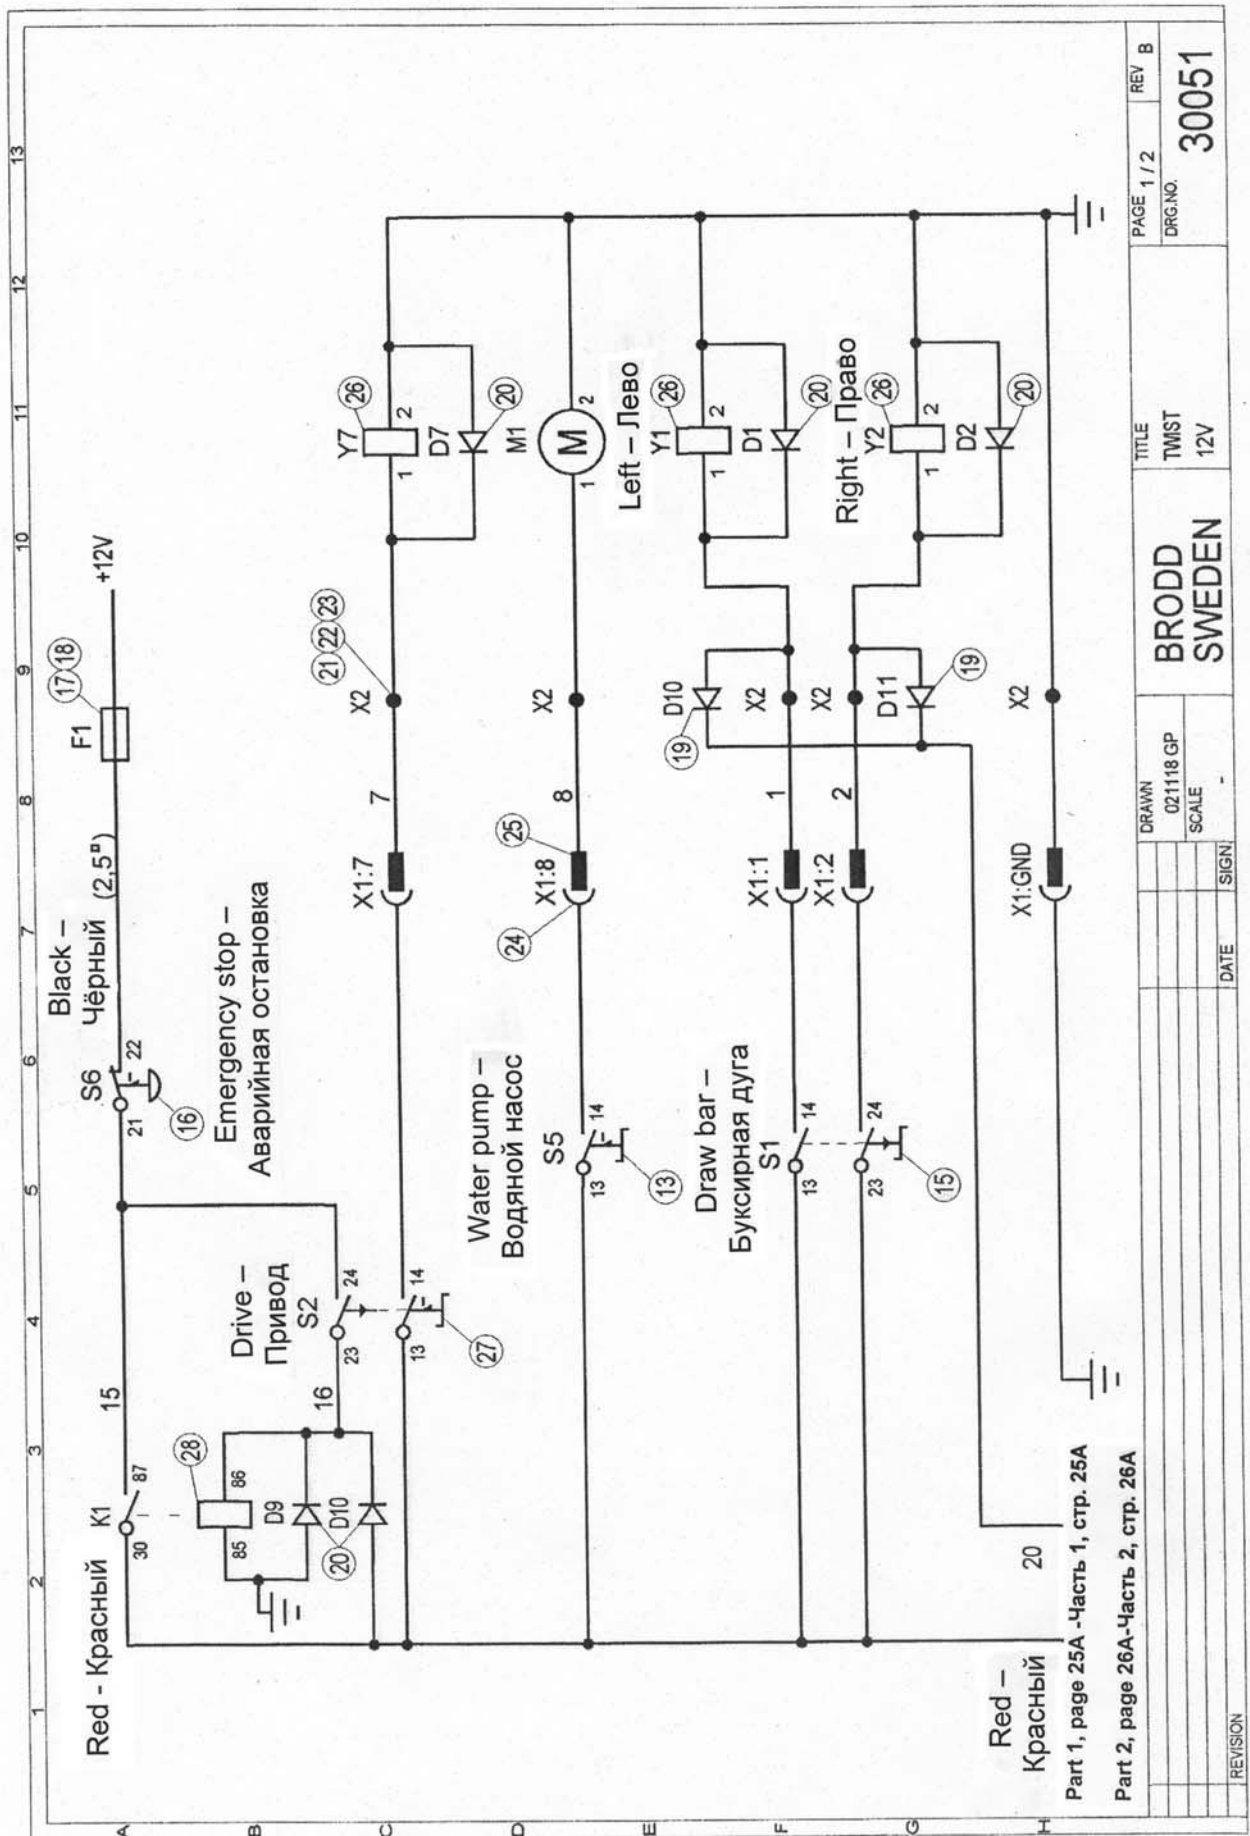 1 2 3 4 5 6 7 8 9 10 11 12 13
A
B
C
D
E
F
G
H
Red - Красный
K1
30
87
15
S6
21
22
16
Black –
Чёрный (2,5¤)
F1
17 18
+12V
Emergency stop –
Аварийная остановка
28
85
86
D9
D10
20
16
Drive –
Привод
S2
23
24
13
14
27
X1:7
7
X2
21 22 23
Y7
26
1
2
D7
20
Water pump –
Водяной насос
S5
13
14
13
24
X1:8
25
8
X2
M1
M
1
2
Left – Лево
Y1
26
1
2
D1
20
Draw bar –
Буксирная дуга
S1
13
14
23
24
15
X1:1
1
X1:2
2
19
D10
X2
X2
D11
19
Right – Право
Y2
26
1
2
D2
20
X1:GND
X2
Red –
Красный
20
Part 1, page 25A -Часть 1, стр. 25A
Part 2, page 26A-Часть 2, стр. 26A
REVISION
DATE
SIGN
DRAWN
021118 GP
SCALE
-
BRODD
SWEDEN
TITLE
TWIST
12V
PAGE 1 / 2
REV B
DRG.NO.
30051